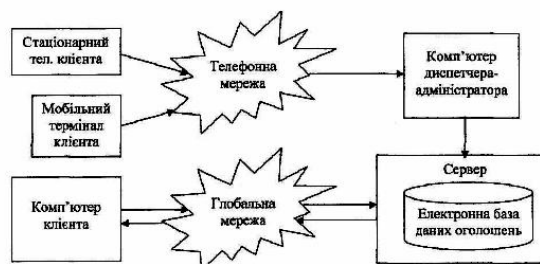 Стаціонарний
тел. клієнта
Телефонна
мережа
Комп’ютер
диспетчера-
адміністратора
Мобільний
термінал
клієнта
Комп’ютер
клієнта
Глобальна
мережа
Сервер
Електронна база
даних оголошень